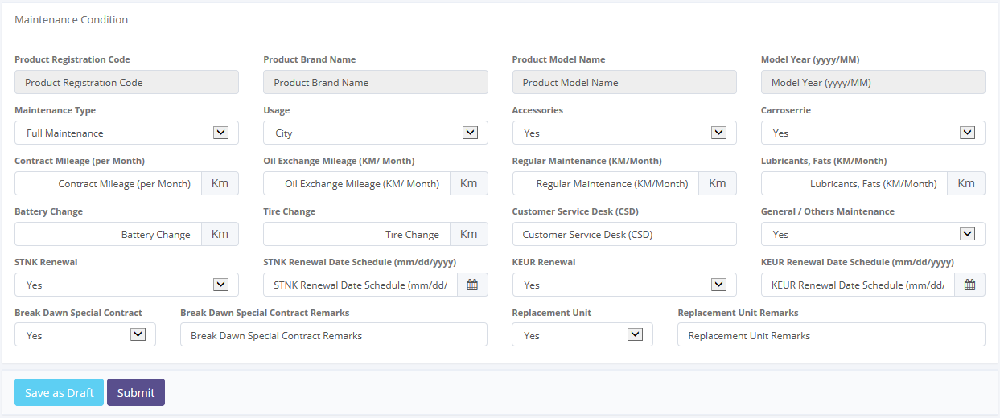 Maintenance Condition
Product Registration Code Product Brand Name Product Model Name Model Year (yyyy/MM)
Product Registration Code Product Brand Name Product Model Name Model Year (yyyy/MM)
Maintenance Type Usage Accessories Carroserrie
Full Maintenance City Yes Yes
Contract Mileage (per Month) Oil Exchange Mileage (KM/ Month) Regular Maintenance (KM/Month) Lubricants, Fats (KM/Month)
Contract Mileage (per Month) Km Oil Exchange Mileage (KM/ Month) Km Regular Maintenance (KM/Month) Km Lubricants, Fats (KM/Month) Km
Battery Change Tire Change Customer Service Desk (CSD) General / Others Maintenance
Battery Change Km Tire Change Km Customer Service Desk (CSD) Yes
STNK Renewal STNK Renewal Date Schedule (mm/dd/yyyy) KEUR Renewal KEUR Renewal Date Schedule (mm/dd/yyyy)
Yes STNK Renewal Date Schedule (mm/dd/ Yes KEUR Renewal Date Schedule (mm/dd/
Break Dawn Special Contract Break Dawn Special Contract Remarks Replacement Unit Replacement Unit Remarks
Yes Break Dawn Special Contract Remarks Yes Replacement Unit Remarks
Save as Draft Submit